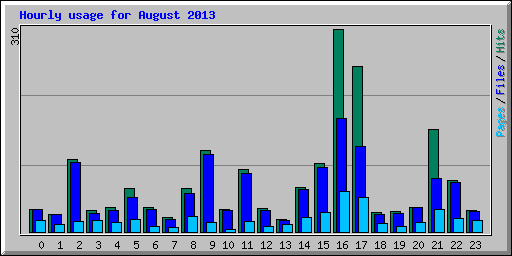 Hourly usage for August 2013
310
Pages / Files / Hits
0 1 2 3 4 5 6 7 8 9 10 11 12 13 14 15 16 17 18 19 20 21 22 23